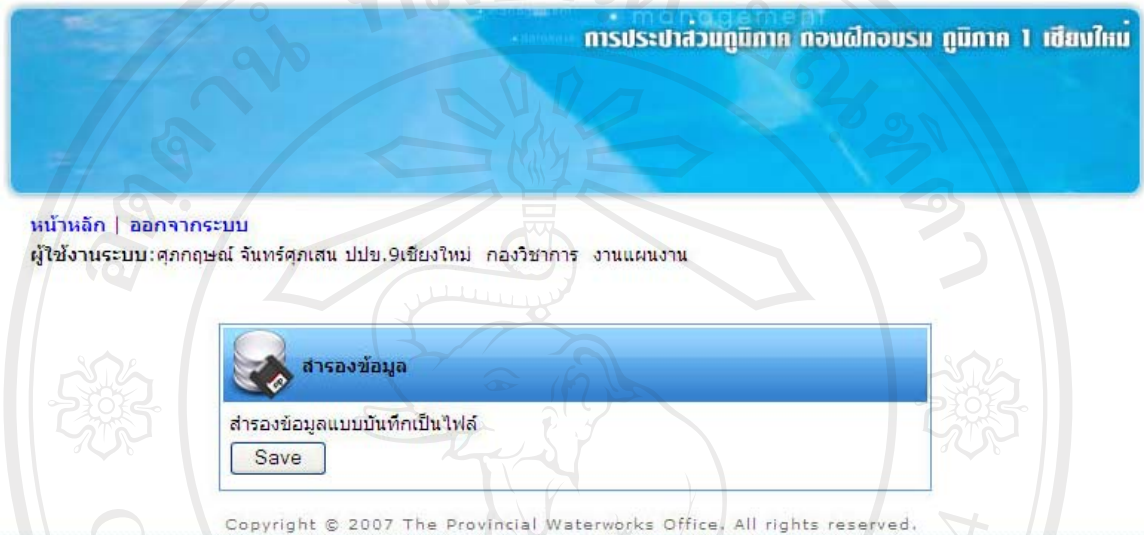 management
การประปาส่วนภูมิภาค กองฝึกอบรม ภูมิภาค 1 เชียงใหม่
หน้าหลัก | ออกจากระบบ
ผู้ใช้งานระบบ:ศุภกฤษณ์ จันทร์ศุภเสน ปปข.9เชียงใหม่ กองวิชาการ งานแผนงาน
สำรองข้อมูล
สำรองข้อมูลแบบบันทึกเป็นไฟล์
Save
Copyright © 2007 The Provincial Waterworks Office. All rights reserved.